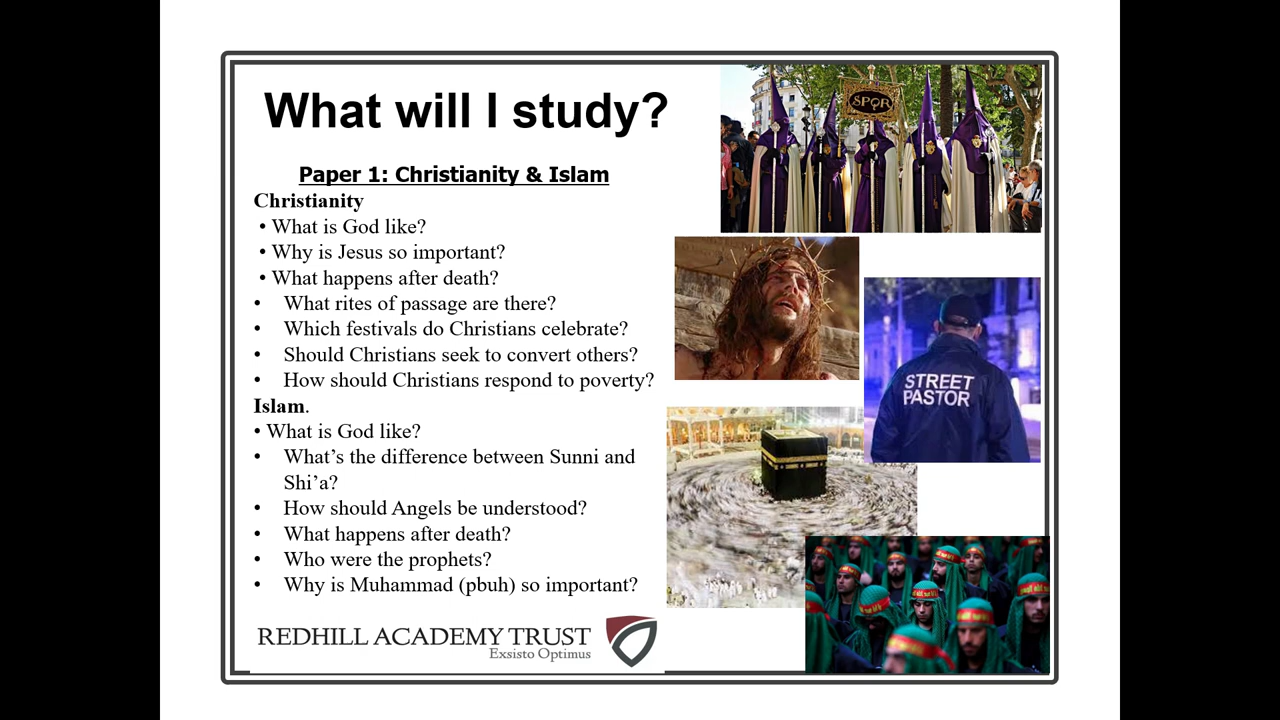 What will I study?
Paper 1: Christianity & Islam
Christianity
• What is God like?
• Why is Jesus so important?
• What happens after death?
• What rites of passage are there?
• Which festivals do Christians celebrate?
• Should Christians seek to convert others?
• How should Christians respond to poverty?
Islam.
• What is God like?
• What’s the difference between Sunni and
Shi’a?
• How should Angels be understood?
• What happens after death?
• Who were the prophets?
• Why is Muhammad (pbuh) so important?
SPQR
STREET
PASTOR
REDHILL ACADEMY TRUST
Exsisto Optimus